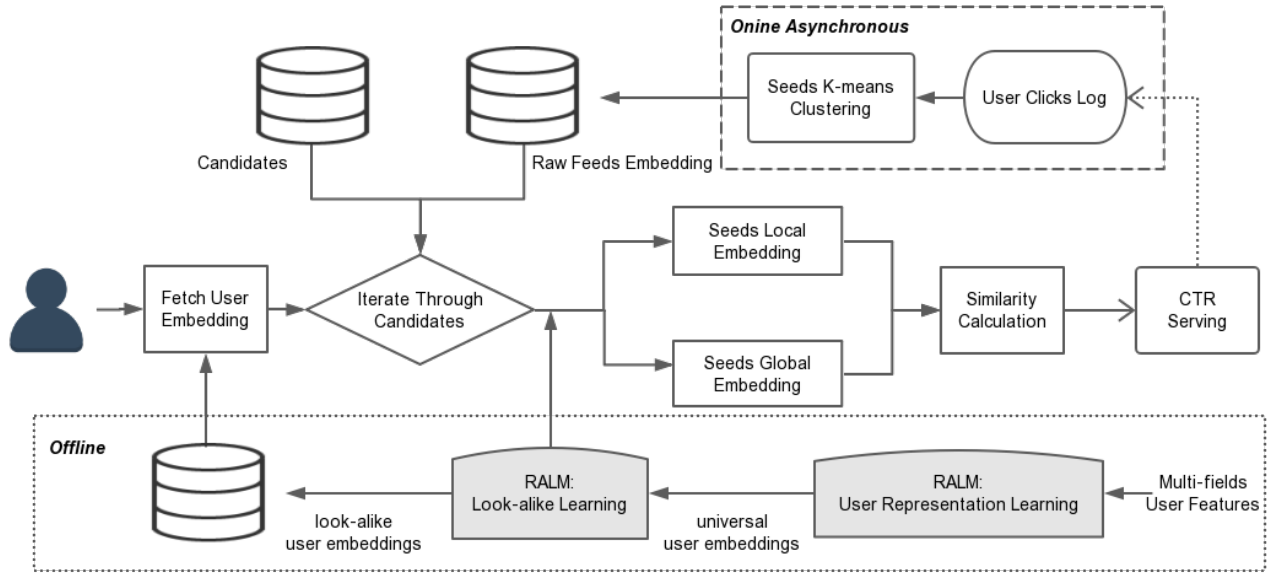 Onine Asynchronous
Seeds K-means
Clustering
User Clicks Log
Candidates
Raw Feeds Embedding
Seeds Local
Embedding
Fetch User
Embedding
Iterate Through
Candidates
Similarity
Calculation
CTR
Serving
Seeds Global
Embedding
Offline
RALM:
Look-alike Learning
RALM:
User Representation Learning
Multi-fields
User Features
look-alike
user embeddings
universal
user embeddings